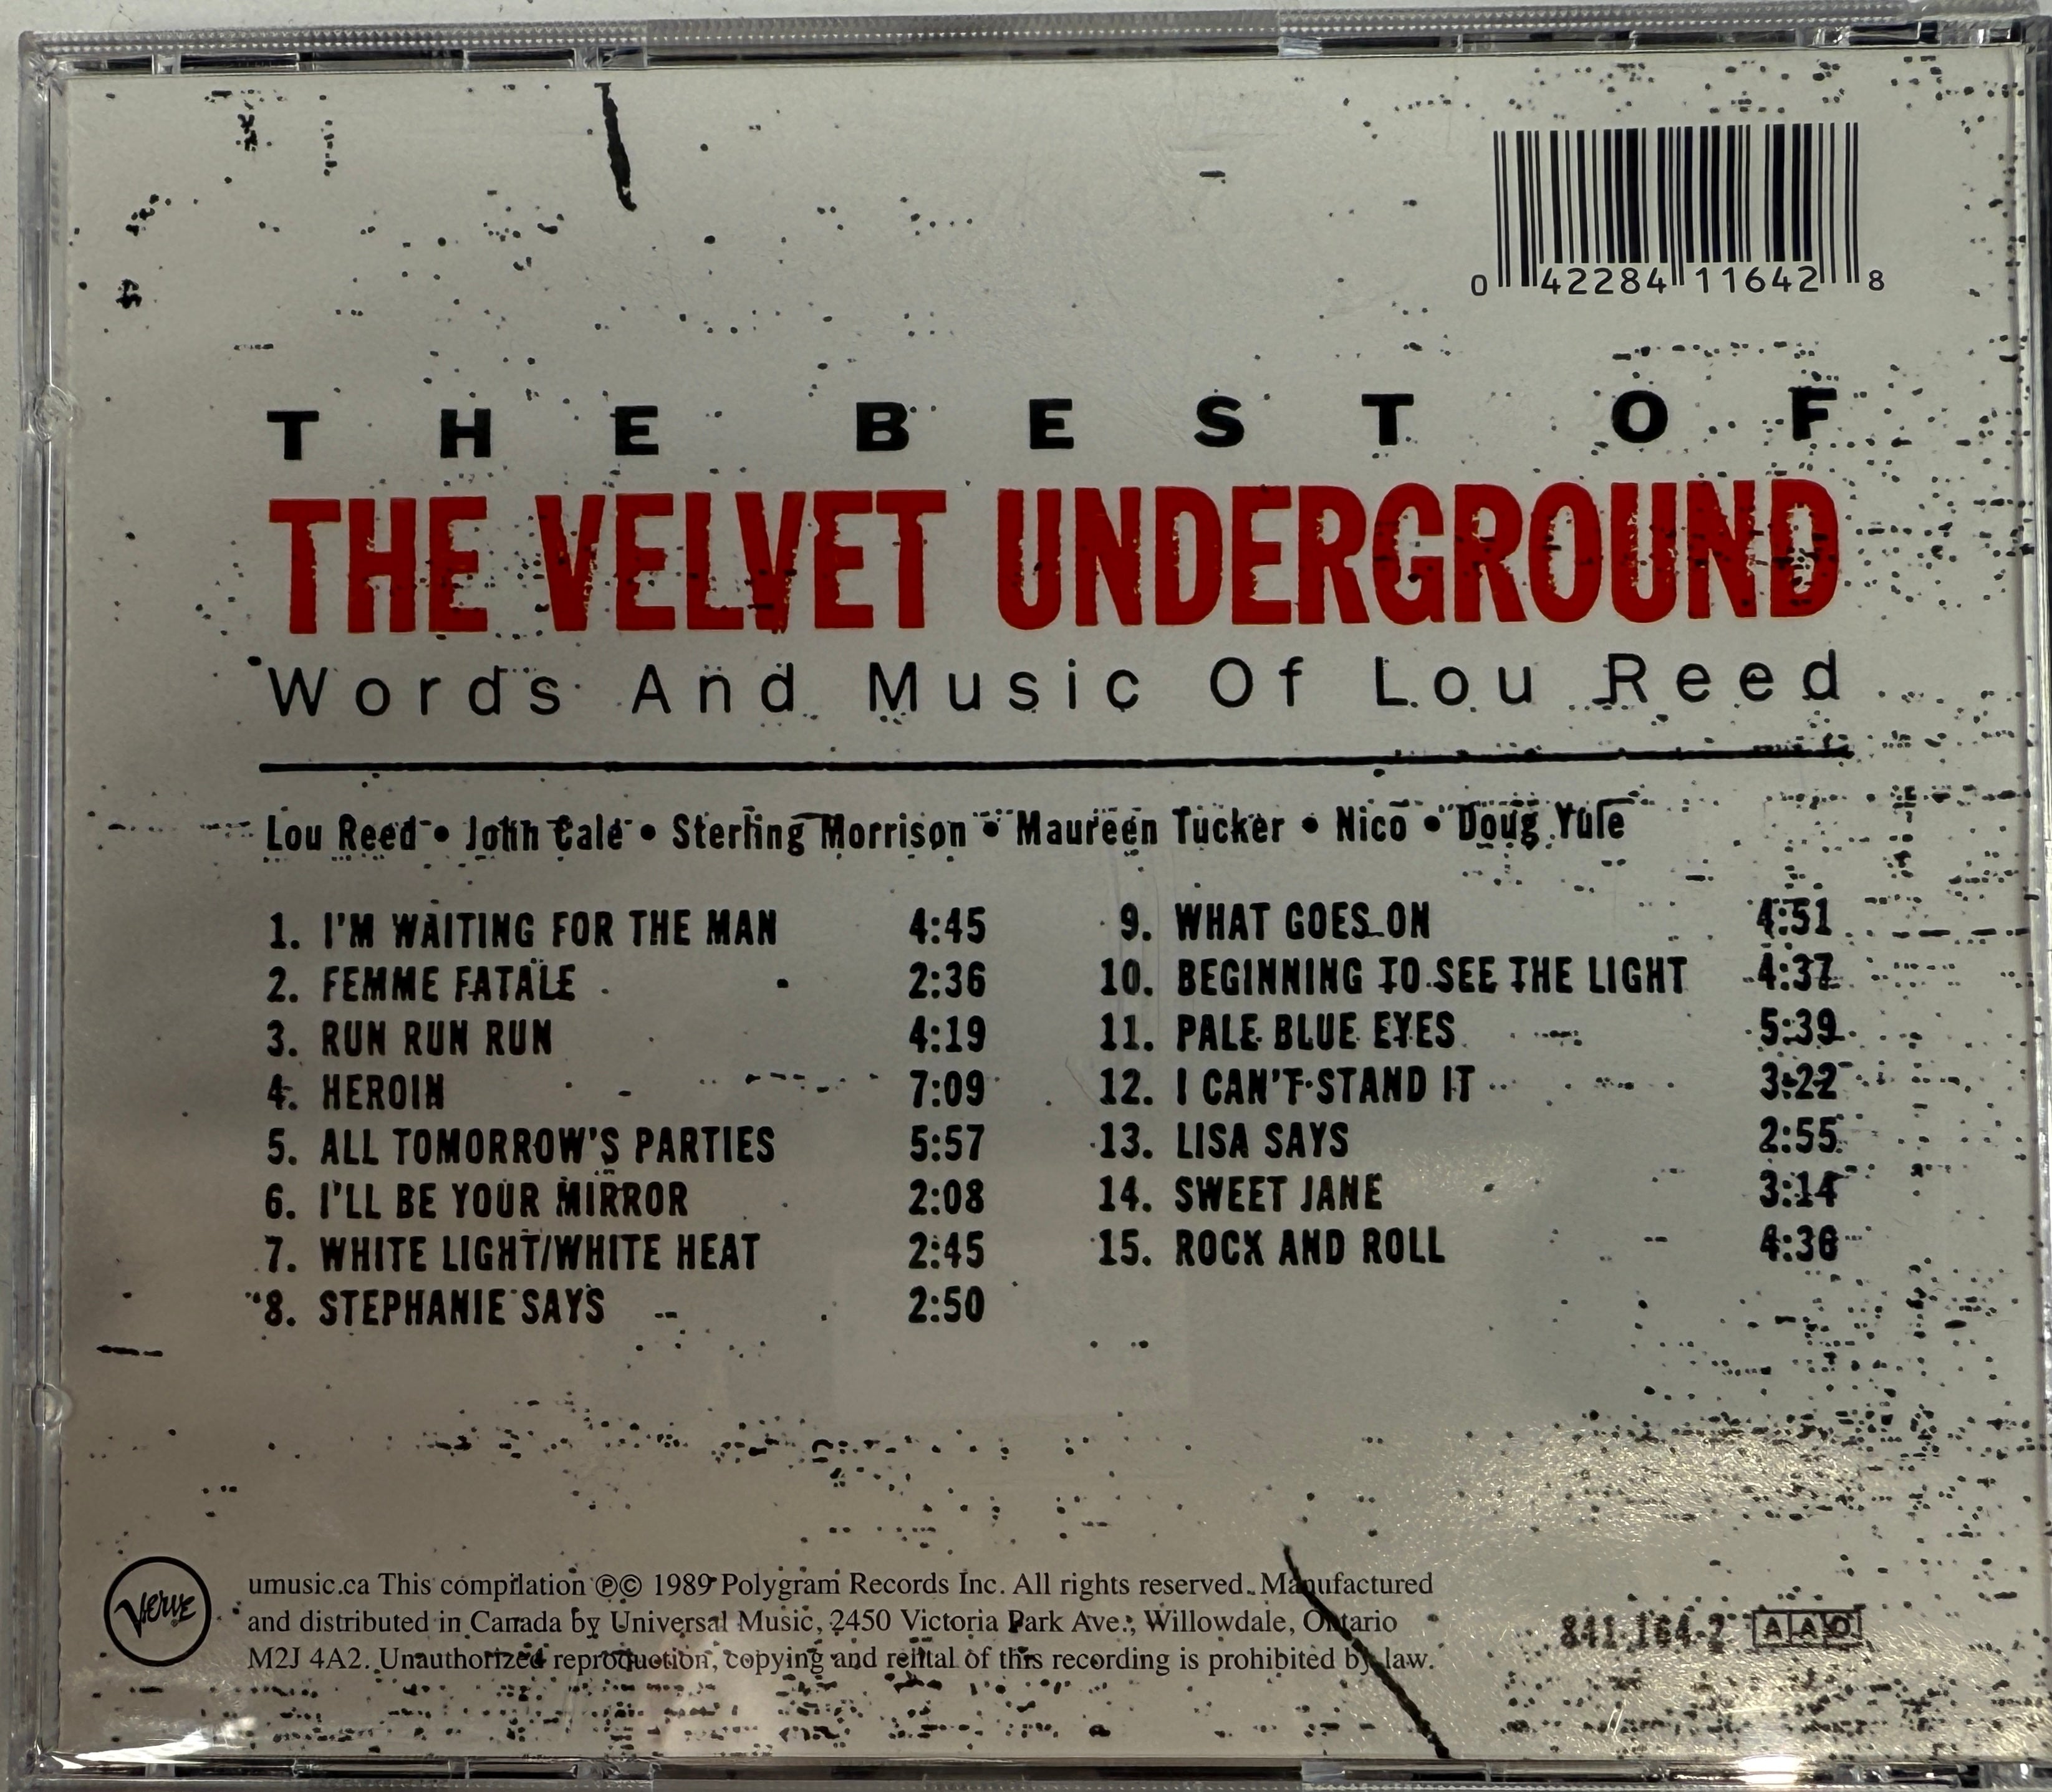 0 42284 11642 8
THE BEST OF
THE VELVET UNDERGROUND
Words And Music Of Lou Reed
Lou Reed • John Cale • Sterling Morrison • Maureen Tucker • Nico • Doug Yule
1. I'M WAITING FOR THE MAN 4:45
2. FEMME FATALE 2:36
3. RUN RUN RUN 4:19
4. HEROIN 7:09
5. ALL TOMORROW'S PARTIES 5:57
6. I'LL BE YOUR MIRROR 2:08
7. WHITE LIGHT/WHITE HEAT 2:45
8. STEPHANIE SAYS 2:50
9. WHAT GOES ON 4:51
10. BEGINNING TO SEE THE LIGHT 4:37
11. PALE BLUE EYES 5:39
12. I CAN'T STAND IT 3:22
13. LISA SAYS 2:55
14. SWEET JANE 3:14
15. ROCK AND ROLL 4:36
Verve
umusic.ca This compilation ℗© 1989 Polygram Records Inc. All rights reserved. Manufactured
and distributed in Canada by Universal Music, 2450 Victoria Park Ave., Willowdale, Ontario
M2J 4A2. Unauthorized reproduction, copying and rental of this recording is prohibited by law.
841 164-2 AAD